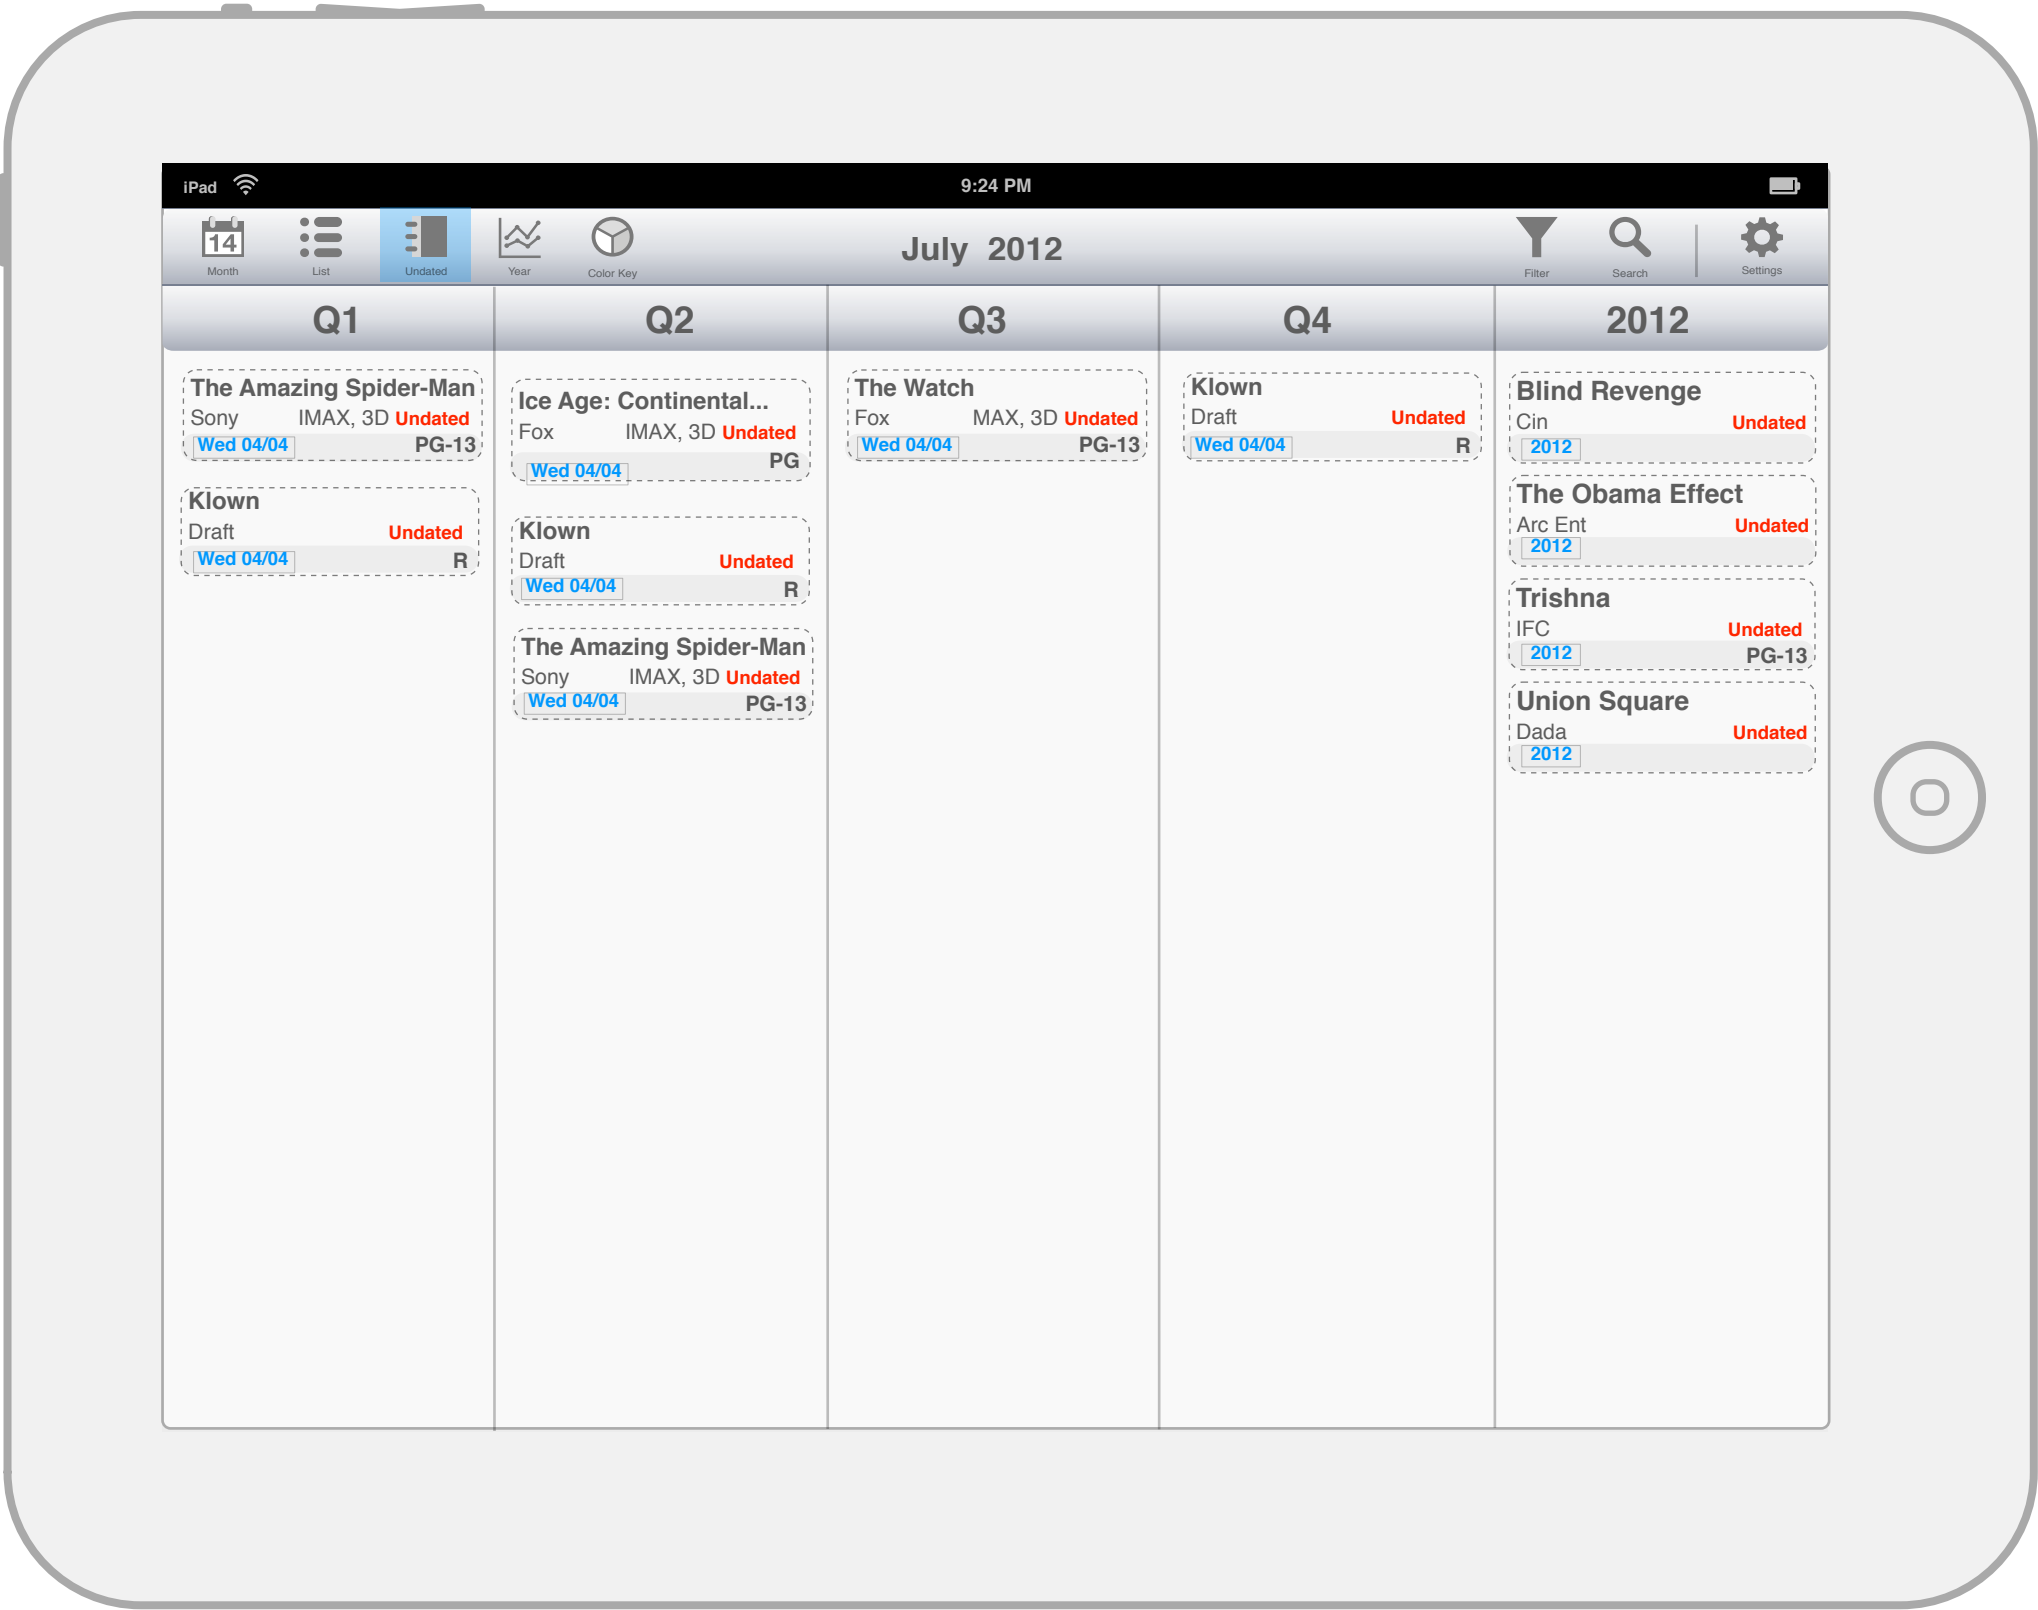 iPad 9:24 PM
14
Month List Undated Year Color Key July 2012 Filter Search Settings
Q1 Q2 Q3 Q4 2012
The Amazing Spider-Man
Sony IMAX, 3D Undated
Wed 04/04 PG-13
Klown
Draft Undated
Wed 04/04 R
Ice Age: Continental...
Fox IMAX, 3D Undated
Wed 04/04 PG
Klown
Draft Undated
Wed 04/04 R
The Amazing Spider-Man
Sony IMAX, 3D Undated
Wed 04/04 PG-13
The Watch
Fox MAX, 3D Undated
Wed 04/04 PG-13
Klown
Draft Undated
Wed 04/04 R
Blind Revenge
Cin Undated
2012
The Obama Effect
Arc Ent Undated
2012
Trishna
IFC Undated
2012 PG-13
Union Square
Dada Undated
2012